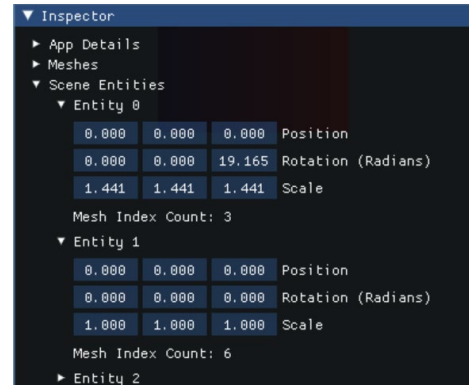 Inspector
App Details
Meshes
Scene Entities
Entity 0
0.000 0.000 0.000 Position
0.000 0.000 19.165 Rotation (Radians)
1.441 1.441 1.441 Scale
Mesh Index Count: 3
Entity 1
0.000 0.000 0.000 Position
0.000 0.000 0.000 Rotation (Radians)
1.000 1.000 1.000 Scale
Mesh Index Count: 6
Entity 2